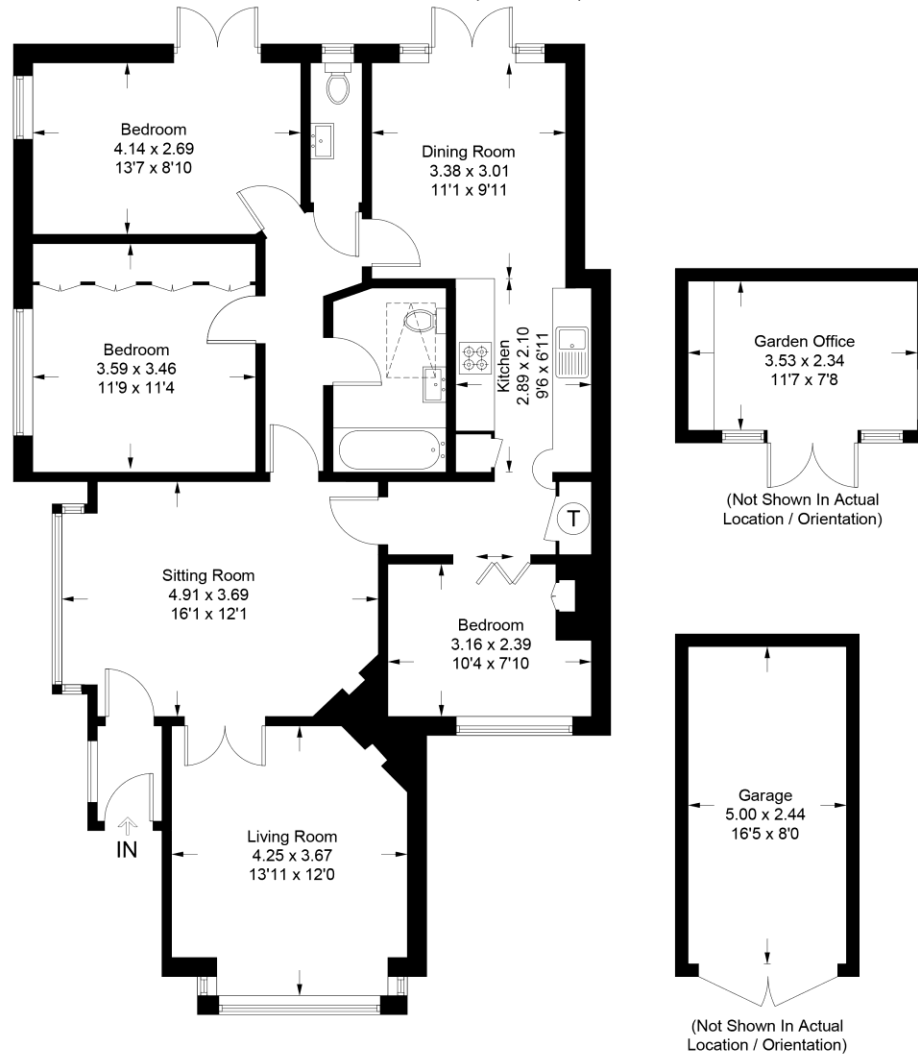 Bedroom
4.14 x 2.69
13'7 x 8'10
Dining Room
3.38 x 3.01
11'1 x 9'11
Bedroom
3.59 x 3.46
11'9 x 11'4
Kitchen
2.89 x 2.10
9'6 x 6'11
Garden Office
3.53 x 2.34
11'7 x 7'8
(Not Shown In Actual
Location / Orientation)
T
Sitting Room
4.91 x 3.69
16'1 x 12'1
Bedroom
3.16 x 2.39
10'4 x 7'10
IN
Living Room
4.25 x 3.67
13'11 x 12'0
Garage
5.00 x 2.44
16'5 x 8'0
(Not Shown In Actual
Location / Orientation)